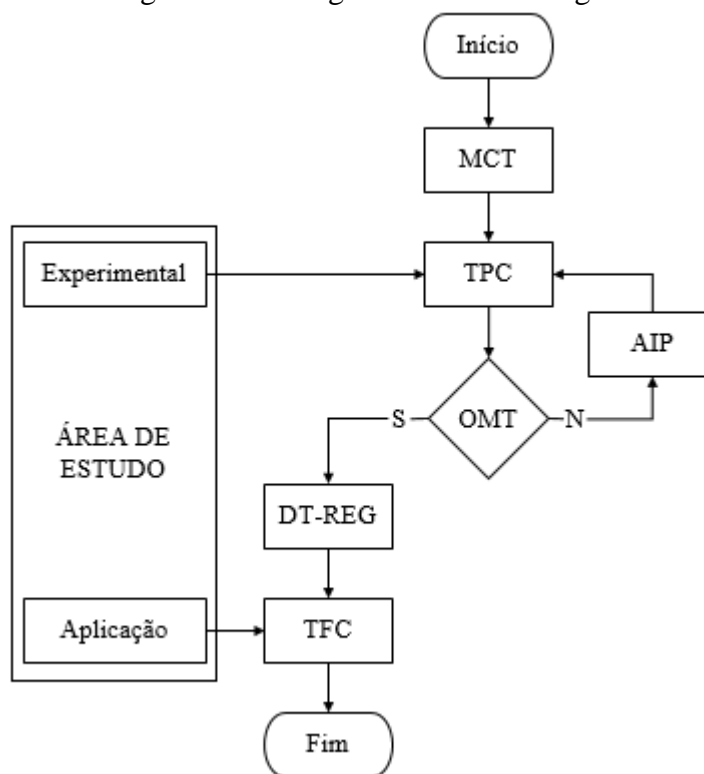 Início
MCT
Experimental
TPC
AIP
S
OMT
N
ÁREA DE
ESTUDO
DT-REG
Aplicação
TFC
Fim